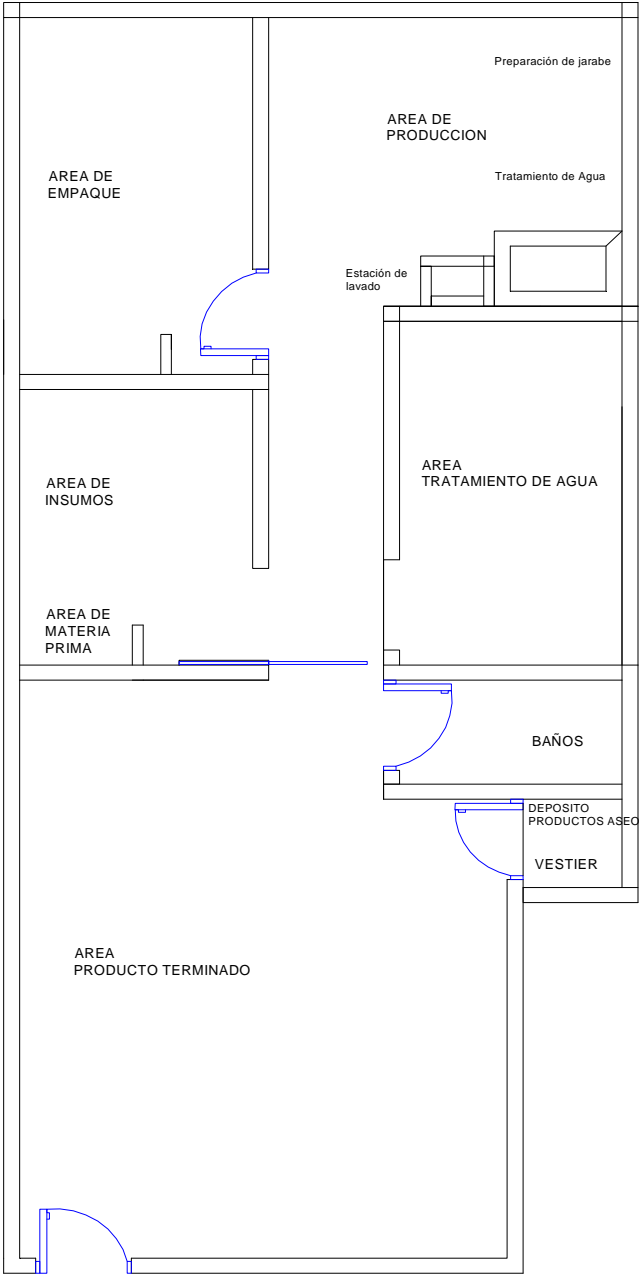 Preparación de jarabe
AREA DE
PRODUCCION
AREA DE
EMPAQUE
Tratamiento de Agua
Estación de
lavado
AREA DE
INSUMOS
AREA
TRATAMIENTO DE AGUA
AREA DE
MATERIA
PRIMA
BAÑOS
DEPOSITO
PRODUCTOS ASEO
VESTIER
AREA
PRODUCTO TERMINADO